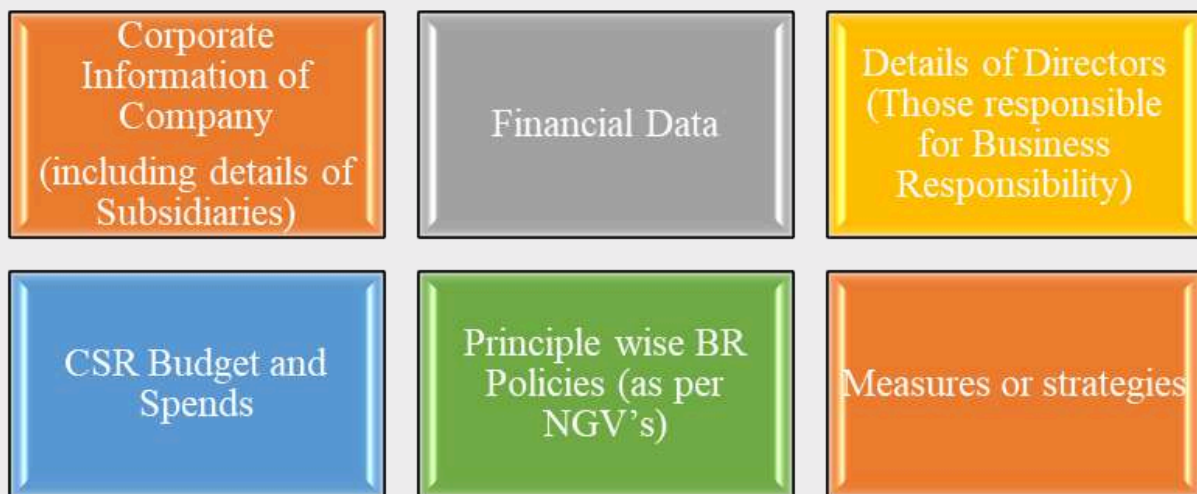 Corporate
Information of
Company
(including details of
Subsidiaries)
Financial Data
Details of Directors
(Those responsible
for Business
Responsibility)
CSR Budget and
Spends
Principle wise BR
Policies (as per
NGV’s)
Measures or strategies